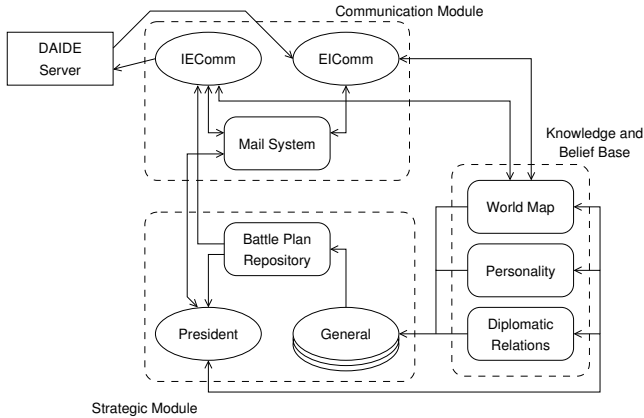 Communication Module
DAIDE
Server
IEComm
EIComm
Mail System
Knowledge and
Belief Base
World Map
Battle Plan
Repository
Personality
President
General
Diplomatic
Relations
Strategic Module